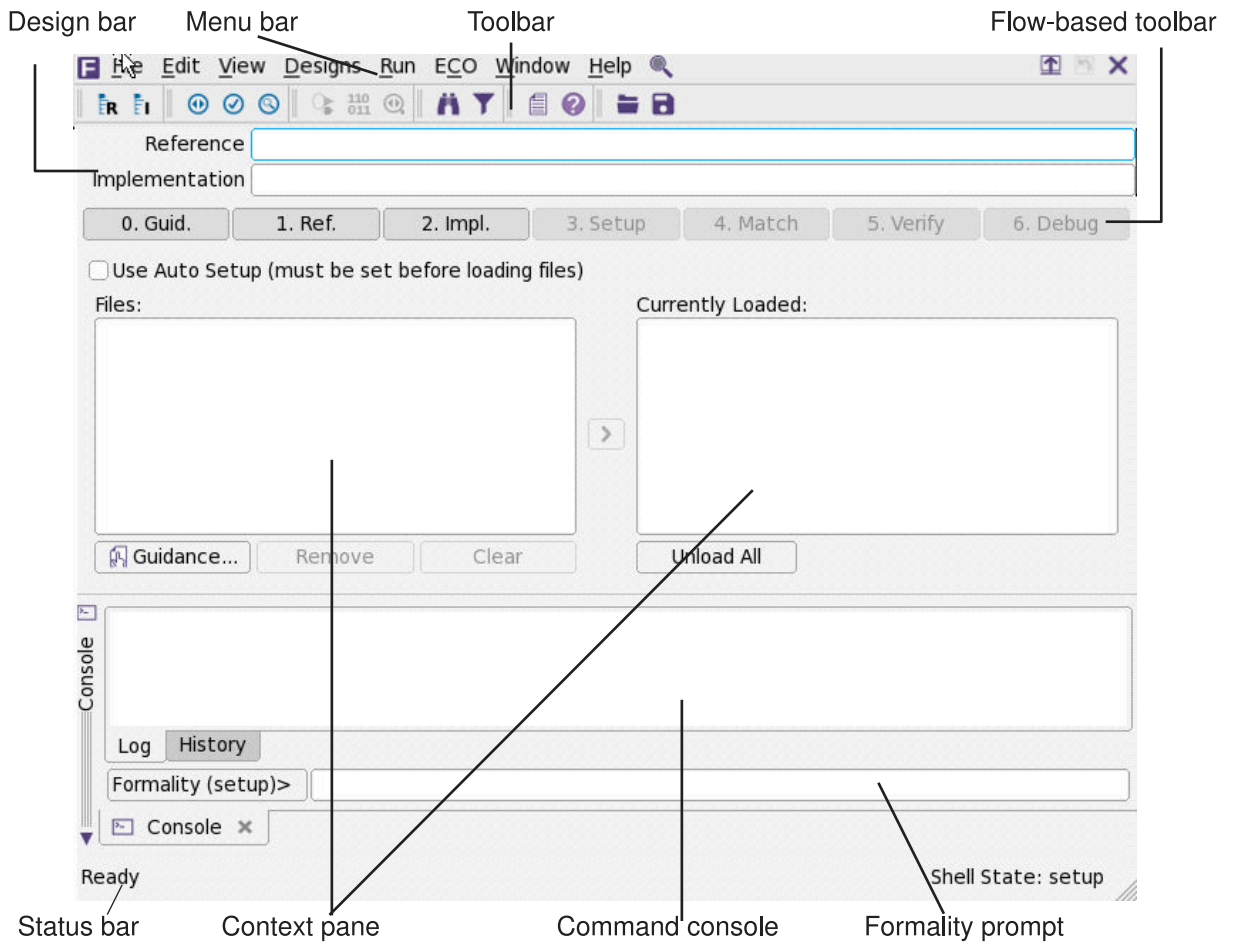 Design bar Menu bar Toolbar Flow-based toolbar
F File Edit View Designs Run ECO Window Help
R I 110 011 ?
Reference
Implementation
0. Guid. 1. Ref. 2. Impl. 3. Setup 4. Match 5. Verify 6. Debug
Use Auto Setup (must be set before loading files)
Files: Currently Loaded:
>
Guidance... Remove Clear Unload All
Console
Log History
Formality (setup)>
Console
Ready Shell State: setup
Status bar Context pane Command console Formality prompt